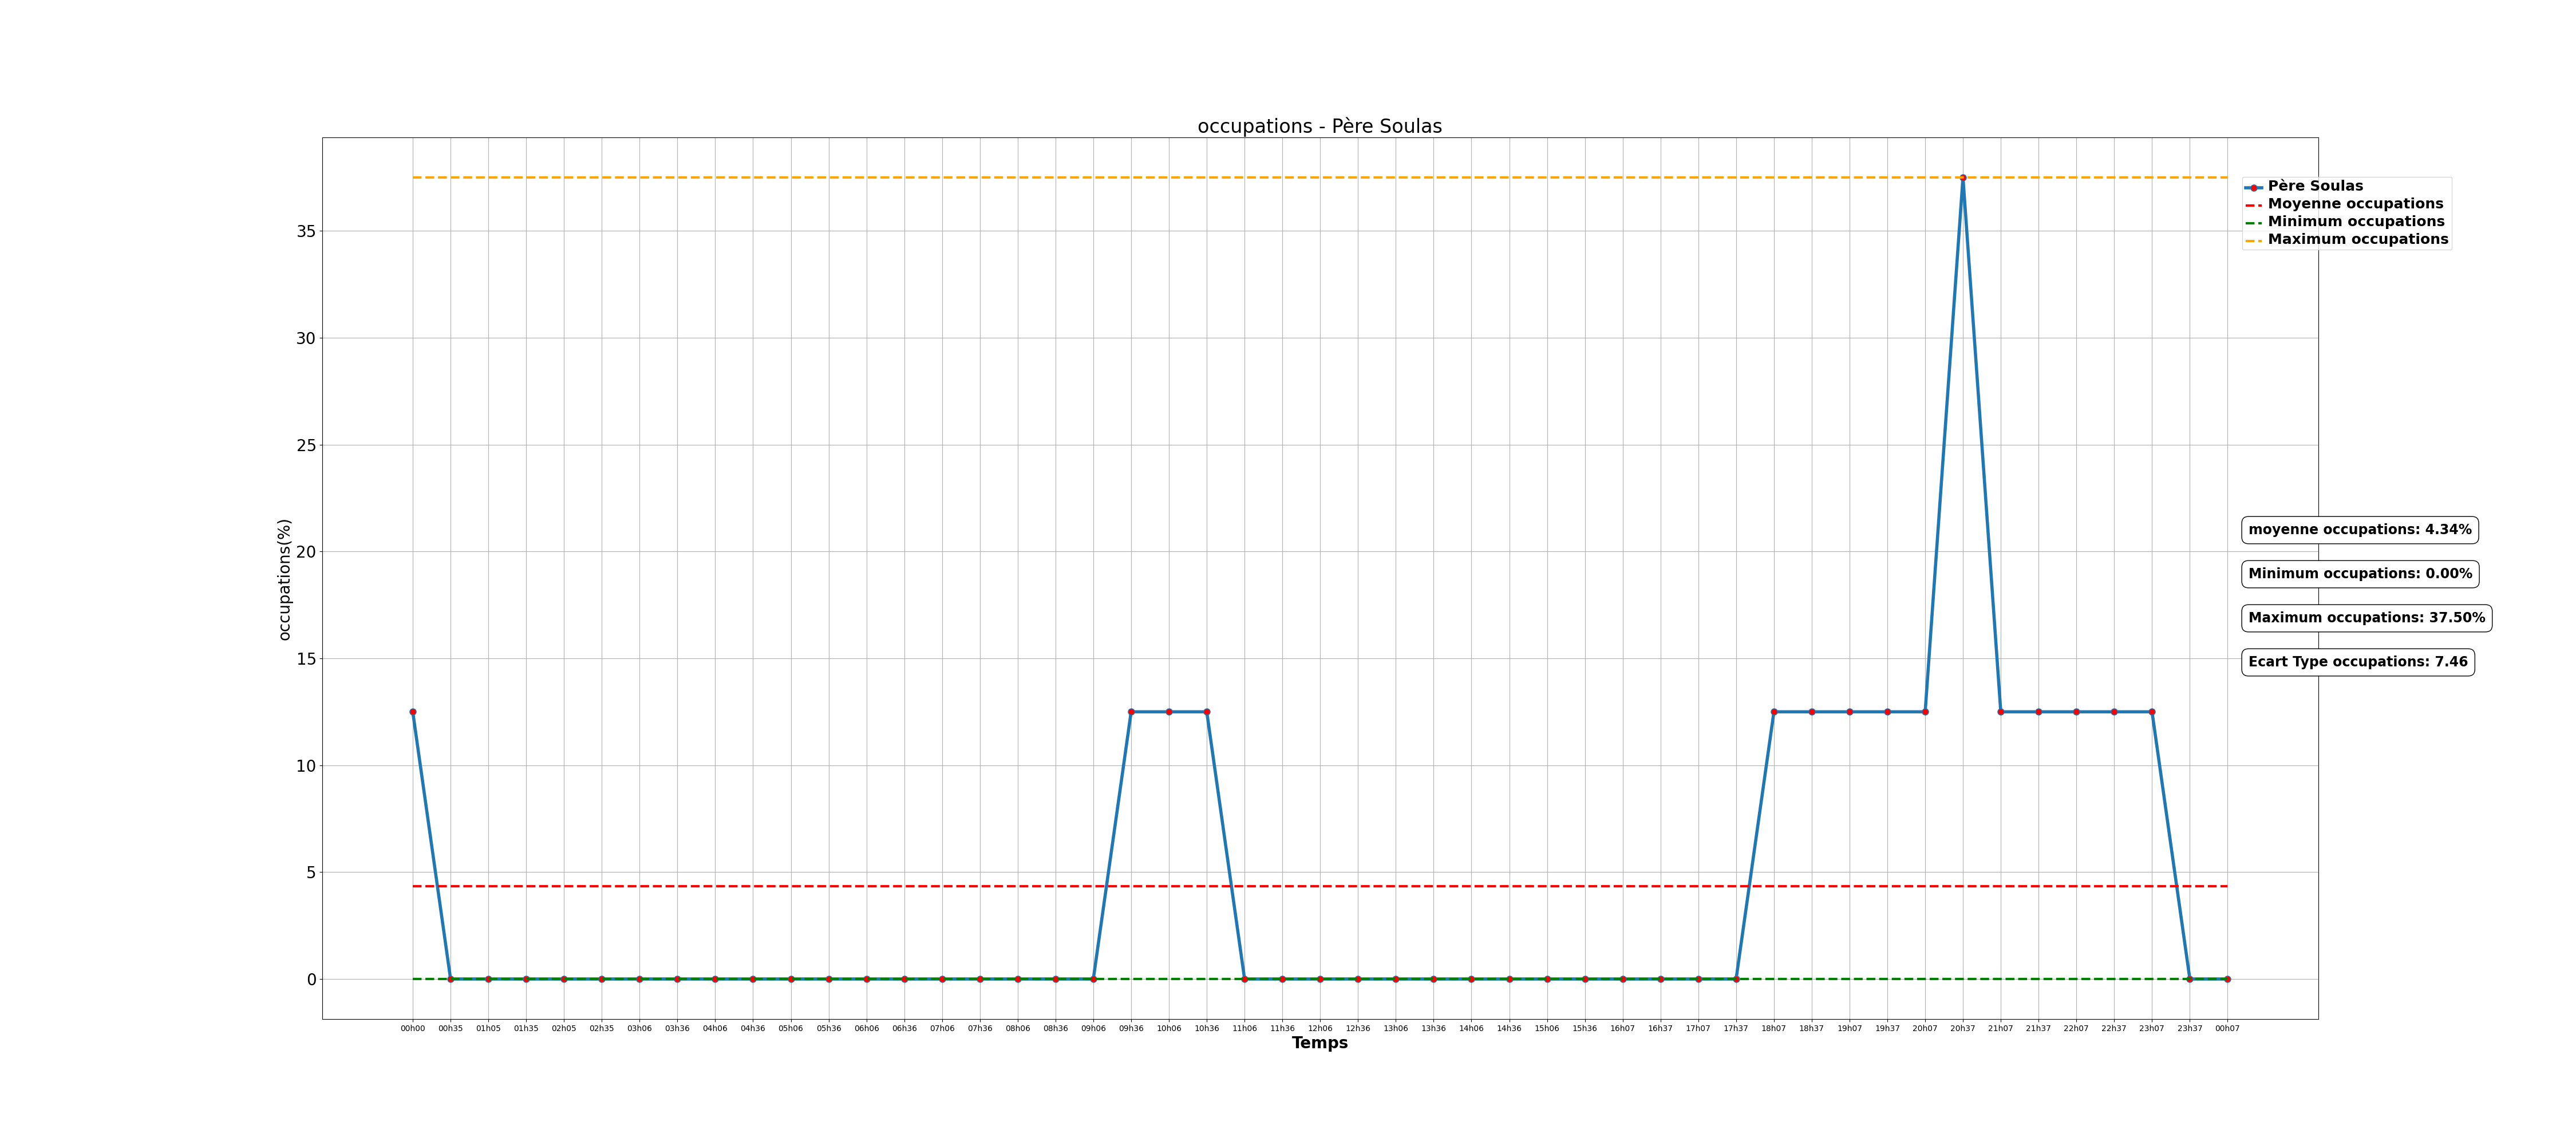 occupations - Père Soulas
Père Soulas
Moyenne occupations
Minimum occupations
Maximum occupations
35
30
25
20
15
10
5
0
occupations(%)
moyenne occupations: 4.34%
Minimum occupations: 0.00%
Maximum occupations: 37.50%
Ecart Type occupations: 7.46
00h00 00h35 01h05 01h35 02h05 02h35 03h06 03h36 04h06 04h36 05h06 05h36 06h06 06h36 07h06 07h36 08h06 08h36 09h06 09h36 10h06 10h36 11h06 11h36 12h06 12h36 13h06 13h36 14h06 14h36 15h06 15h36 16h07 16h37 17h07 17h37 18h07 18h37 19h07 19h37 20h07 20h37 21h07 21h37 22h07 22h37 23h07 23h37 00h07
Temps